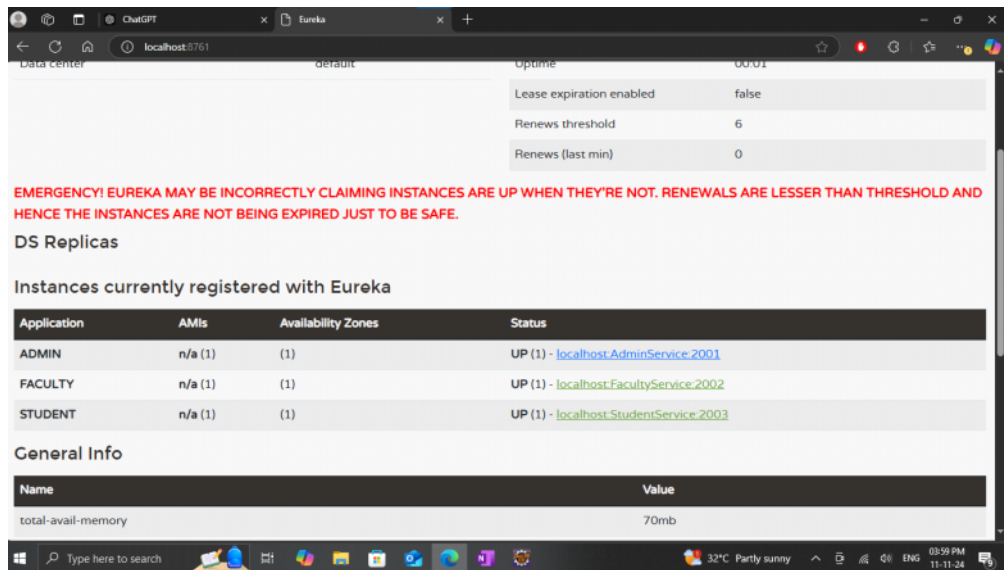 ChatGPT
Eureka
localhost:8761
Data center default
Uptime 00:01
Lease expiration enabled false
Renews threshold 6
Renews (last min) 0
EMERGENCY! EUREKA MAY BE INCORRECTLY CLAIMING INSTANCES ARE UP WHEN THEY'RE NOT. RENEWALS ARE LESSER THAN THRESHOLD AND
HENCE THE INSTANCES ARE NOT BEING EXPIRED JUST TO BE SAFE.
DS Replicas
Instances currently registered with Eureka
Application AMIs Availability Zones Status
ADMIN n/a (1) (1) UP (1) - localhost:AdminService:2001
FACULTY n/a (1) (1) UP (1) - localhost:FacultyService:2002
STUDENT n/a (1) (1) UP (1) - localhost:StudentService:2003
General Info
Name Value
total-avail-memory 70mb
Type here to search
32°C Partly sunny
ENG
03:59 PM
11-11-24